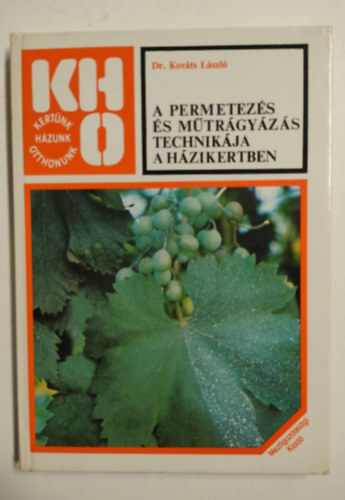 Dr. Kováts László
KH
O
KERTÜNK
HÁZUNK
OTTHONUNK
A PERMETEZÉS
ÉS MŰTRÁGYÁZÁS
TECHNIKÁJA
A HÁZIKERTBEN
Mezőgazdasági
Kiadó